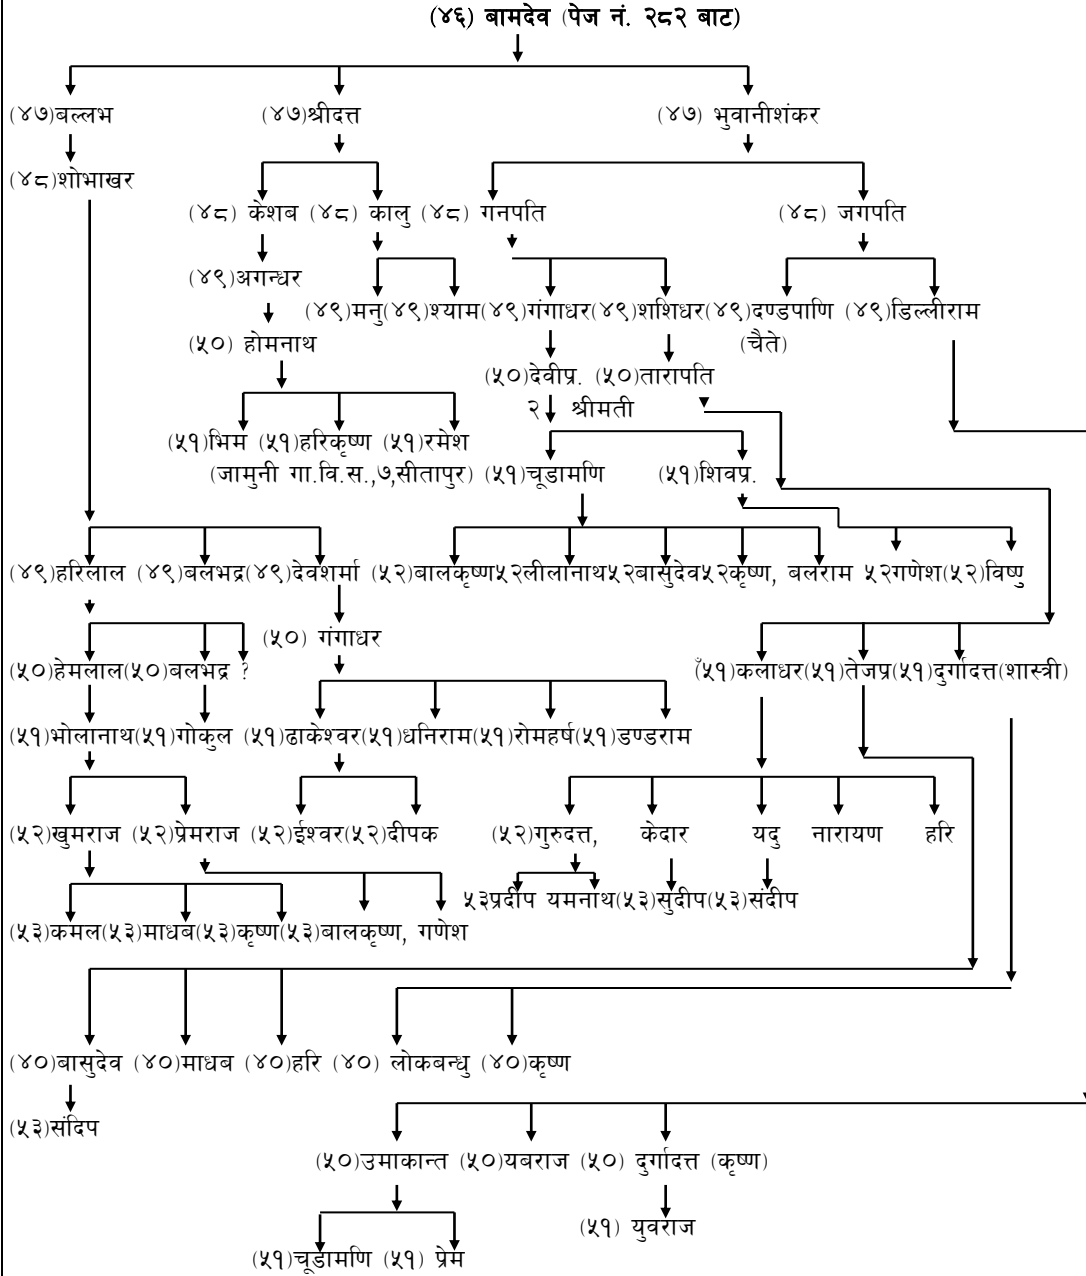 (४६) बामदेव (पेज नं. २८२ बाट)
(४७)बल्लभ (४७)श्रीदत्त (४७) भुवानीशंकर
(४८)शोभाखर
(४८) केशब (४८) कालु (४८) गनपति (४८) जगपति
(४९)अगन्धर
(४९)मनु(४९)श्याम(४९)गंगाधर(४९)शशिधर(४९)दण्डपाणि (४९)डिल्लीराम
(५०) होमनाथ (चैते)
(५०)देवीप्र. (५०)तारापति
२ श्रीमती
(५१)भिम (५१)हरिकृष्ण (५१)रमेश
(जामुनी गा.वि.स.,७,सीतापुर) (५१)चूडामणि (५१)शिवप्र.
(४९)हरिलाल (४९)बलभद्र(४९)देवशर्मा (५२)बालकृष्ण५२लीलानाथ५२बासुदेव५२कृष्ण, बलराम ५२गणेश(५२)विष्णु
(५०) गंगाधर
(५०)हेमलाल(५०)बलभद्र ? (५१)कलाधर(५१)तेजप्र(५१)दुर्गादत्त(शास्त्री)
(५१)भोलानाथ(५१)गोकुल (५१)ढाकेश्वर(५१)धनिराम(५१)रोमहर्ष(५१)डण्डराम
(५२)खुमराज (५२)प्रेमराज (५२)ईश्वर(५२)दीपक (५२)गुरुदत्त, केदार यदु नारायण हरि
५३प्रदीप यमनाथ(५३)सुदीप(५३)संदीप
(५३)कमल(५३)माधब(५३)कृष्ण(५३)बालकृष्ण, गणेश
(४०)बासुदेव (४०)माधब (४०)हरि (४०) लोकबन्धु (४०)कृष्ण
(५३)संदिप
(५०)उमाकान्त (५०)यबराज (५०) दुर्गादत्त (कृष्ण)
(५१) युवराज
(५१)चूडामणि (५१) प्रेम